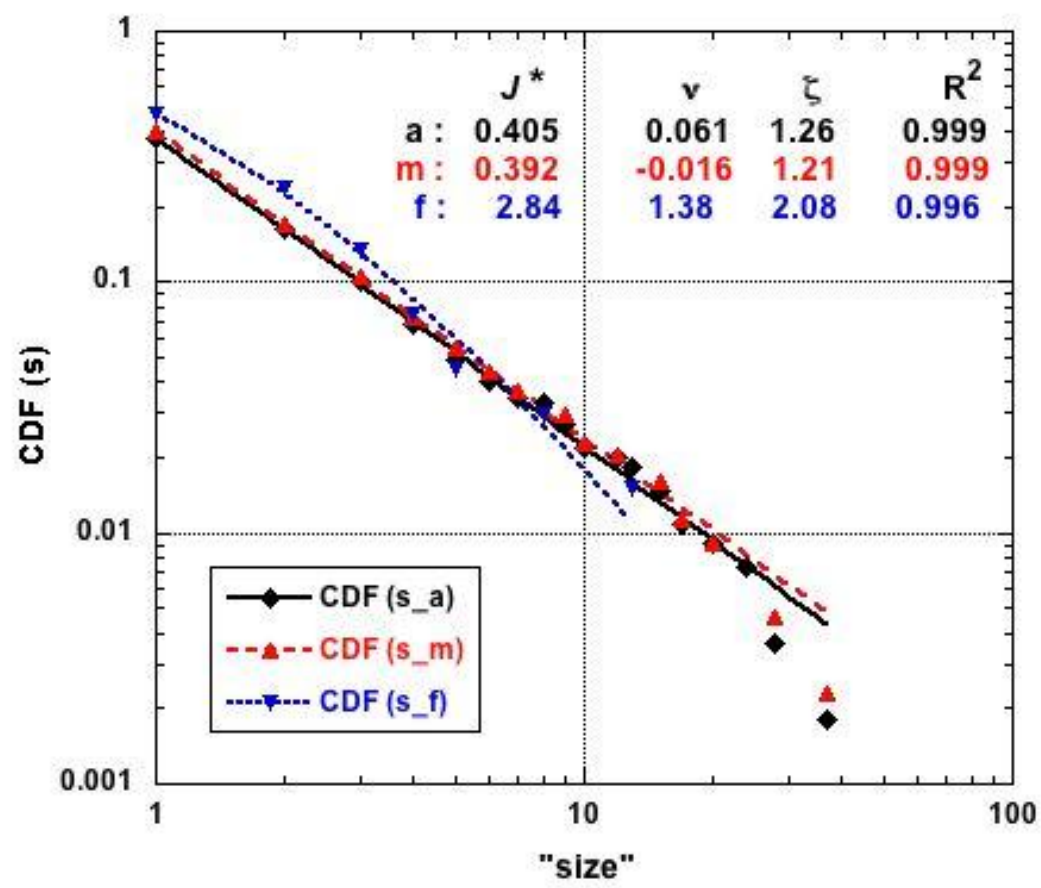 1
J* ν ζ R²
a : 0.405 0.061 1.26 0.999
m : 0.392 -0.016 1.21 0.999
f : 2.84 1.38 2.08 0.996
0.1
CDF (s)
0.01
CDF (s_a)
CDF (s_m)
CDF (s_f)
0.001
1 10 100
"size"